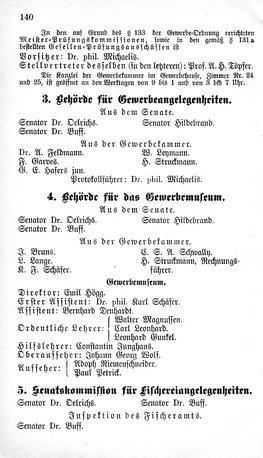 140
In den auf Grund des § 133 der Gewerbe-Ordnung errichteten
Meister-Prüfungskommissionen, sowie in den gemäß § 131a
bestellten Gesellen-Prüfungsausschüssen ist
Vorsitzer: Dr. phil. Michaelis.
Stellvertreter desselben (in den letzteren): Prof. A. H. Töpfer.
Die Kanzlei der Gewerbekammer im Gewerbehause, Zimmer Nr. 24
und 25, ist geöffnet an den Werktagen von 9 bis 1 und von 3 bis 7 Uhr.
3. Behörde für Gewerbeangelegenheiten.
Aus dem Senate.
Senator Dr. Oelrichs. Senator Hildebrand.
Senator Dr. Buff.
Aus der Gewerbekammer.
Dr. A. Feldmann. W. Leymann.
F. Garves. H. Struckmann.
G. E. Hafers jun.
Protokollführer: Dr. phil. Michaelis.
4. Behörde für das Gewerbemuseum.
Aus dem Senate.
Senator Dr. Oelrichs. Senator Hildebrand.
Senator Dr. Buff.
Aus der Gewerbekammer.
J. Bruns. C. S. A. Schwally.
L. Lange. H. Struckmann, Rechnungs-
K. F. Schäfer. führer.
Gewerbemuseum.
Direktor: Emil Högg.
Erster Assistent: Dr. phil. Karl Schäfer.
Assistent: Bernhard Denhardt.
Ordentliche Lehrer: Walter Magnussen.
Carl Leonhard.
Leonhard Gunkel.
Hilfslehrer: Constantin Junghans.
Oberaufseher: Johann Georg Wolf.
Aufseher: Adolph Riemenschneider.
Paul Petrick.
5. Senatskommission für Fischereiangelegenheiten.
Senator Dr. Oelrichs. Senator Dr. Buff.
Inspektion des Fischeramts.
Senator Dr. Buff.